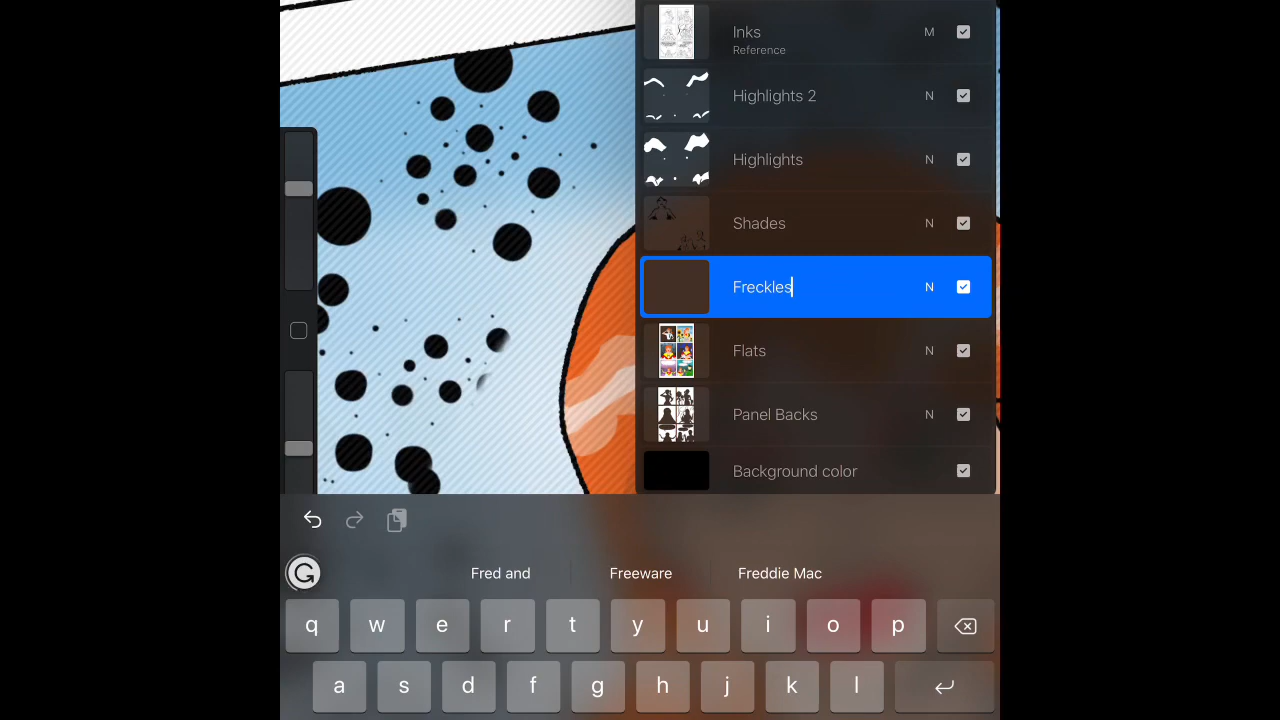 Inks M
Reference
Highlights 2 N
Highlights N
Shades N
Freckles N
Flats N
Panel Backs N
Background color
G
Fred and Freeware Freddie Mac
q w e r t y u i o p
a s d f g h j k l